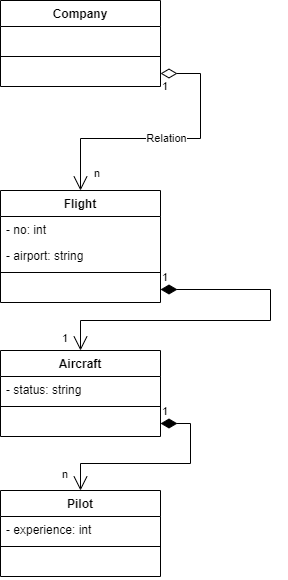 Company
1
Relation
n
Flight
- no: int
- airport: string
1
1
Aircraft
- status: string
1
n
Pilot
- experience: int